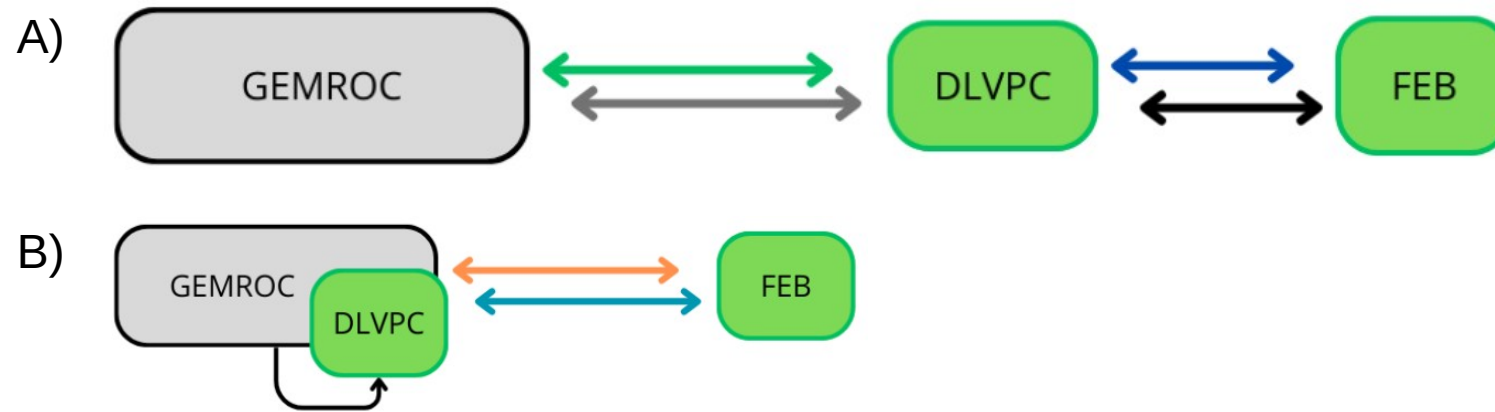 A)
GEMROC
DLVPC
FEB
B)
GEMROC
DLVPC
FEB